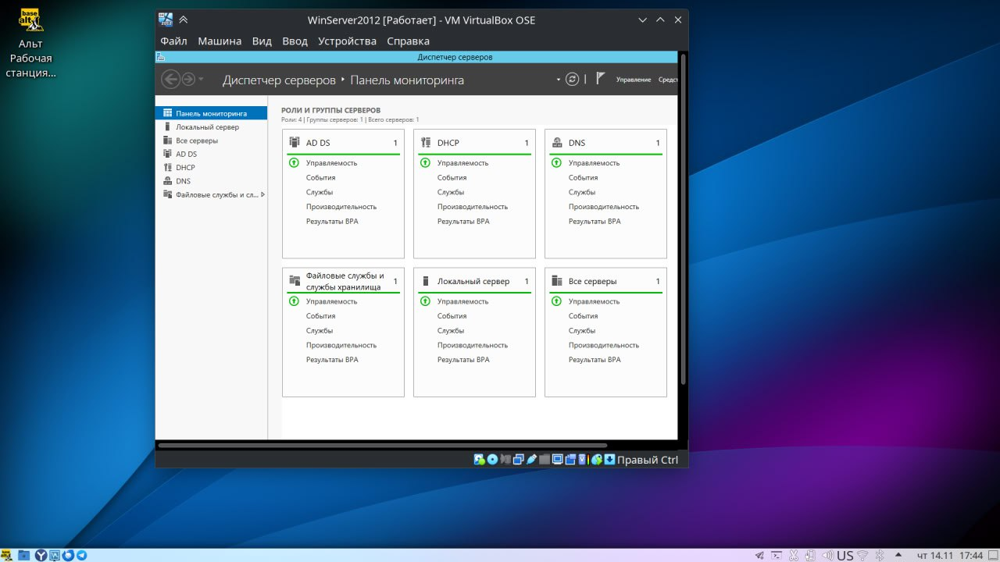 base
alt
Альт
Рабочая
станция...
WinServer2012 [Работает] - VM VirtualBox OSE
Файл Машина Вид Ввод Устройства Справка
Диспетчер серверов
Диспетчер серверов ‣ Панель мониторинга
Управление Средст
Панель мониторинга
Локальный сервер
Все серверы
AD DS
DHCP
DNS
Файловые службы и сл...
РОЛИ И ГРУППЫ СЕРВЕРОВ
Роли: 4 | Группы серверов: 1 | Всего серверов: 1
AD DS 1
Управляемость
События
Службы
Производительность
Результаты BPA
DHCP 1
Управляемость
События
Службы
Производительность
Результаты BPA
DNS 1
Управляемость
События
Службы
Производительность
Результаты BPA
Файловые службы и
службы хранилища 1
Управляемость
События
Службы
Производительность
Результаты BPA
Локальный сервер 1
Управляемость
События
Службы
Производительность
Результаты BPA
Все серверы 1
Управляемость
События
Службы
Производительность
Результаты BPA
Правый Ctrl
US
чт 14.11 17:44